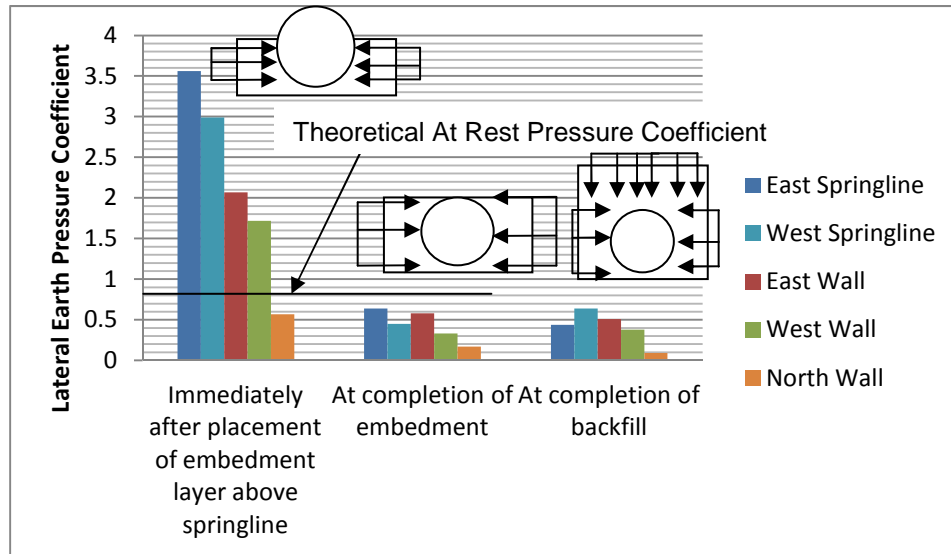 Lateral Earth Pressure Coefficient
4
3.5
3
2.5
2
1.5
1
0.5
0
Theoretical At Rest Pressure Coefficient
Immediately
after placement
of embedment
layer above
springline
At completion of
embedment
At completion of
backfill
East Springline
West Springline
East Wall
West Wall
North Wall